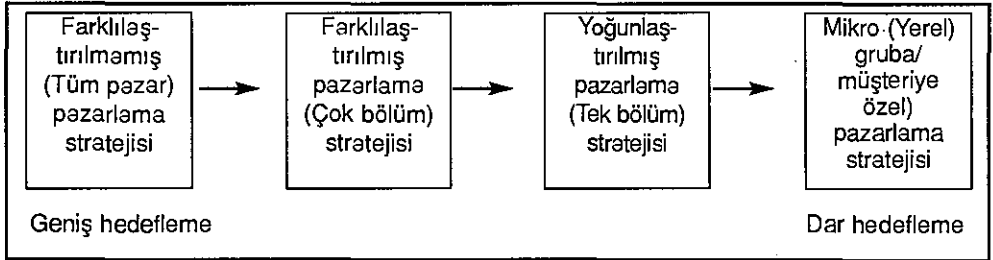 Farklılaş-
tırılmamış
(Tüm pazar)
pazarlama
stratejisi
Farklılaş-
tırılmış
pazarlama
(Çok bölüm)
stratejisi
Yoğunlaş-
tırılmış
pazarlama
(Tek bölüm)
stratejisi
Mikro (Yerel)
gruba/
müşteriye
özel)
pazarlama
stratejisi
Geniş hedefleme
Dar hedefleme